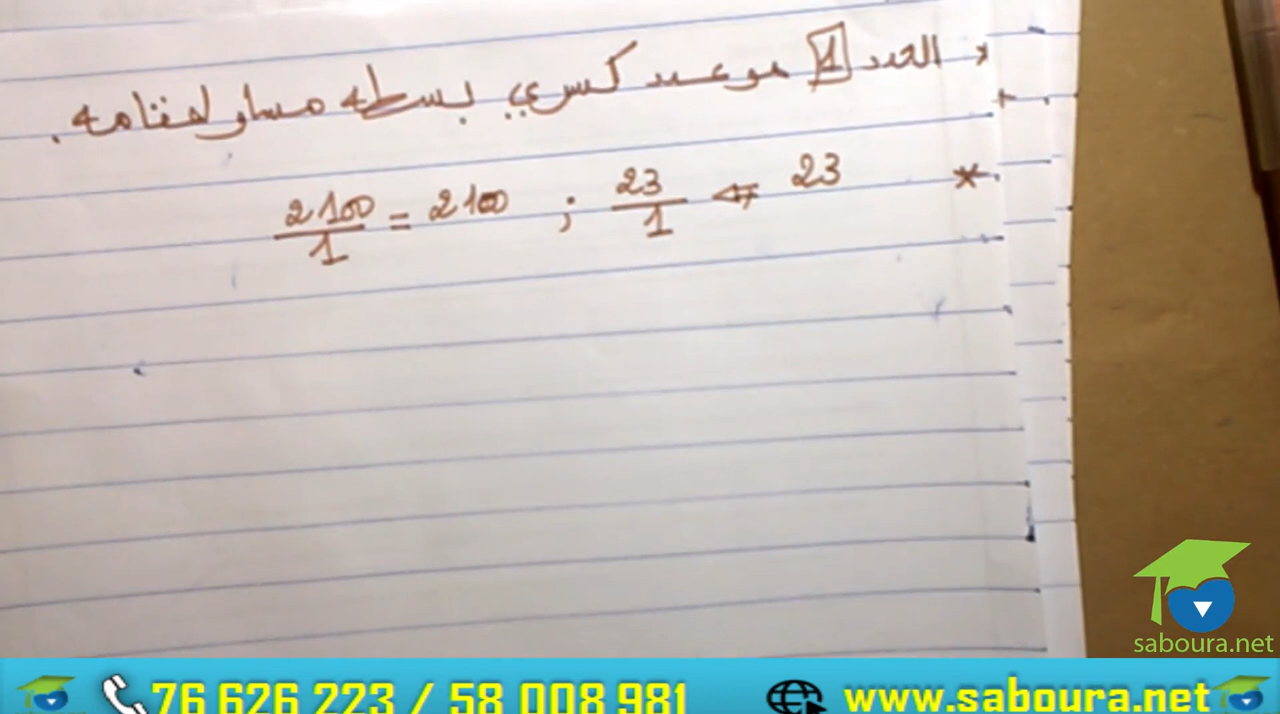 * العدد 1 هو عدد كسري بسطه مساو لمقامه .
* 23 ⇐ 23/1 ; 2100/1 = 2100
saboura.net
76 626 223 / 58 008 981 www.saboura.net